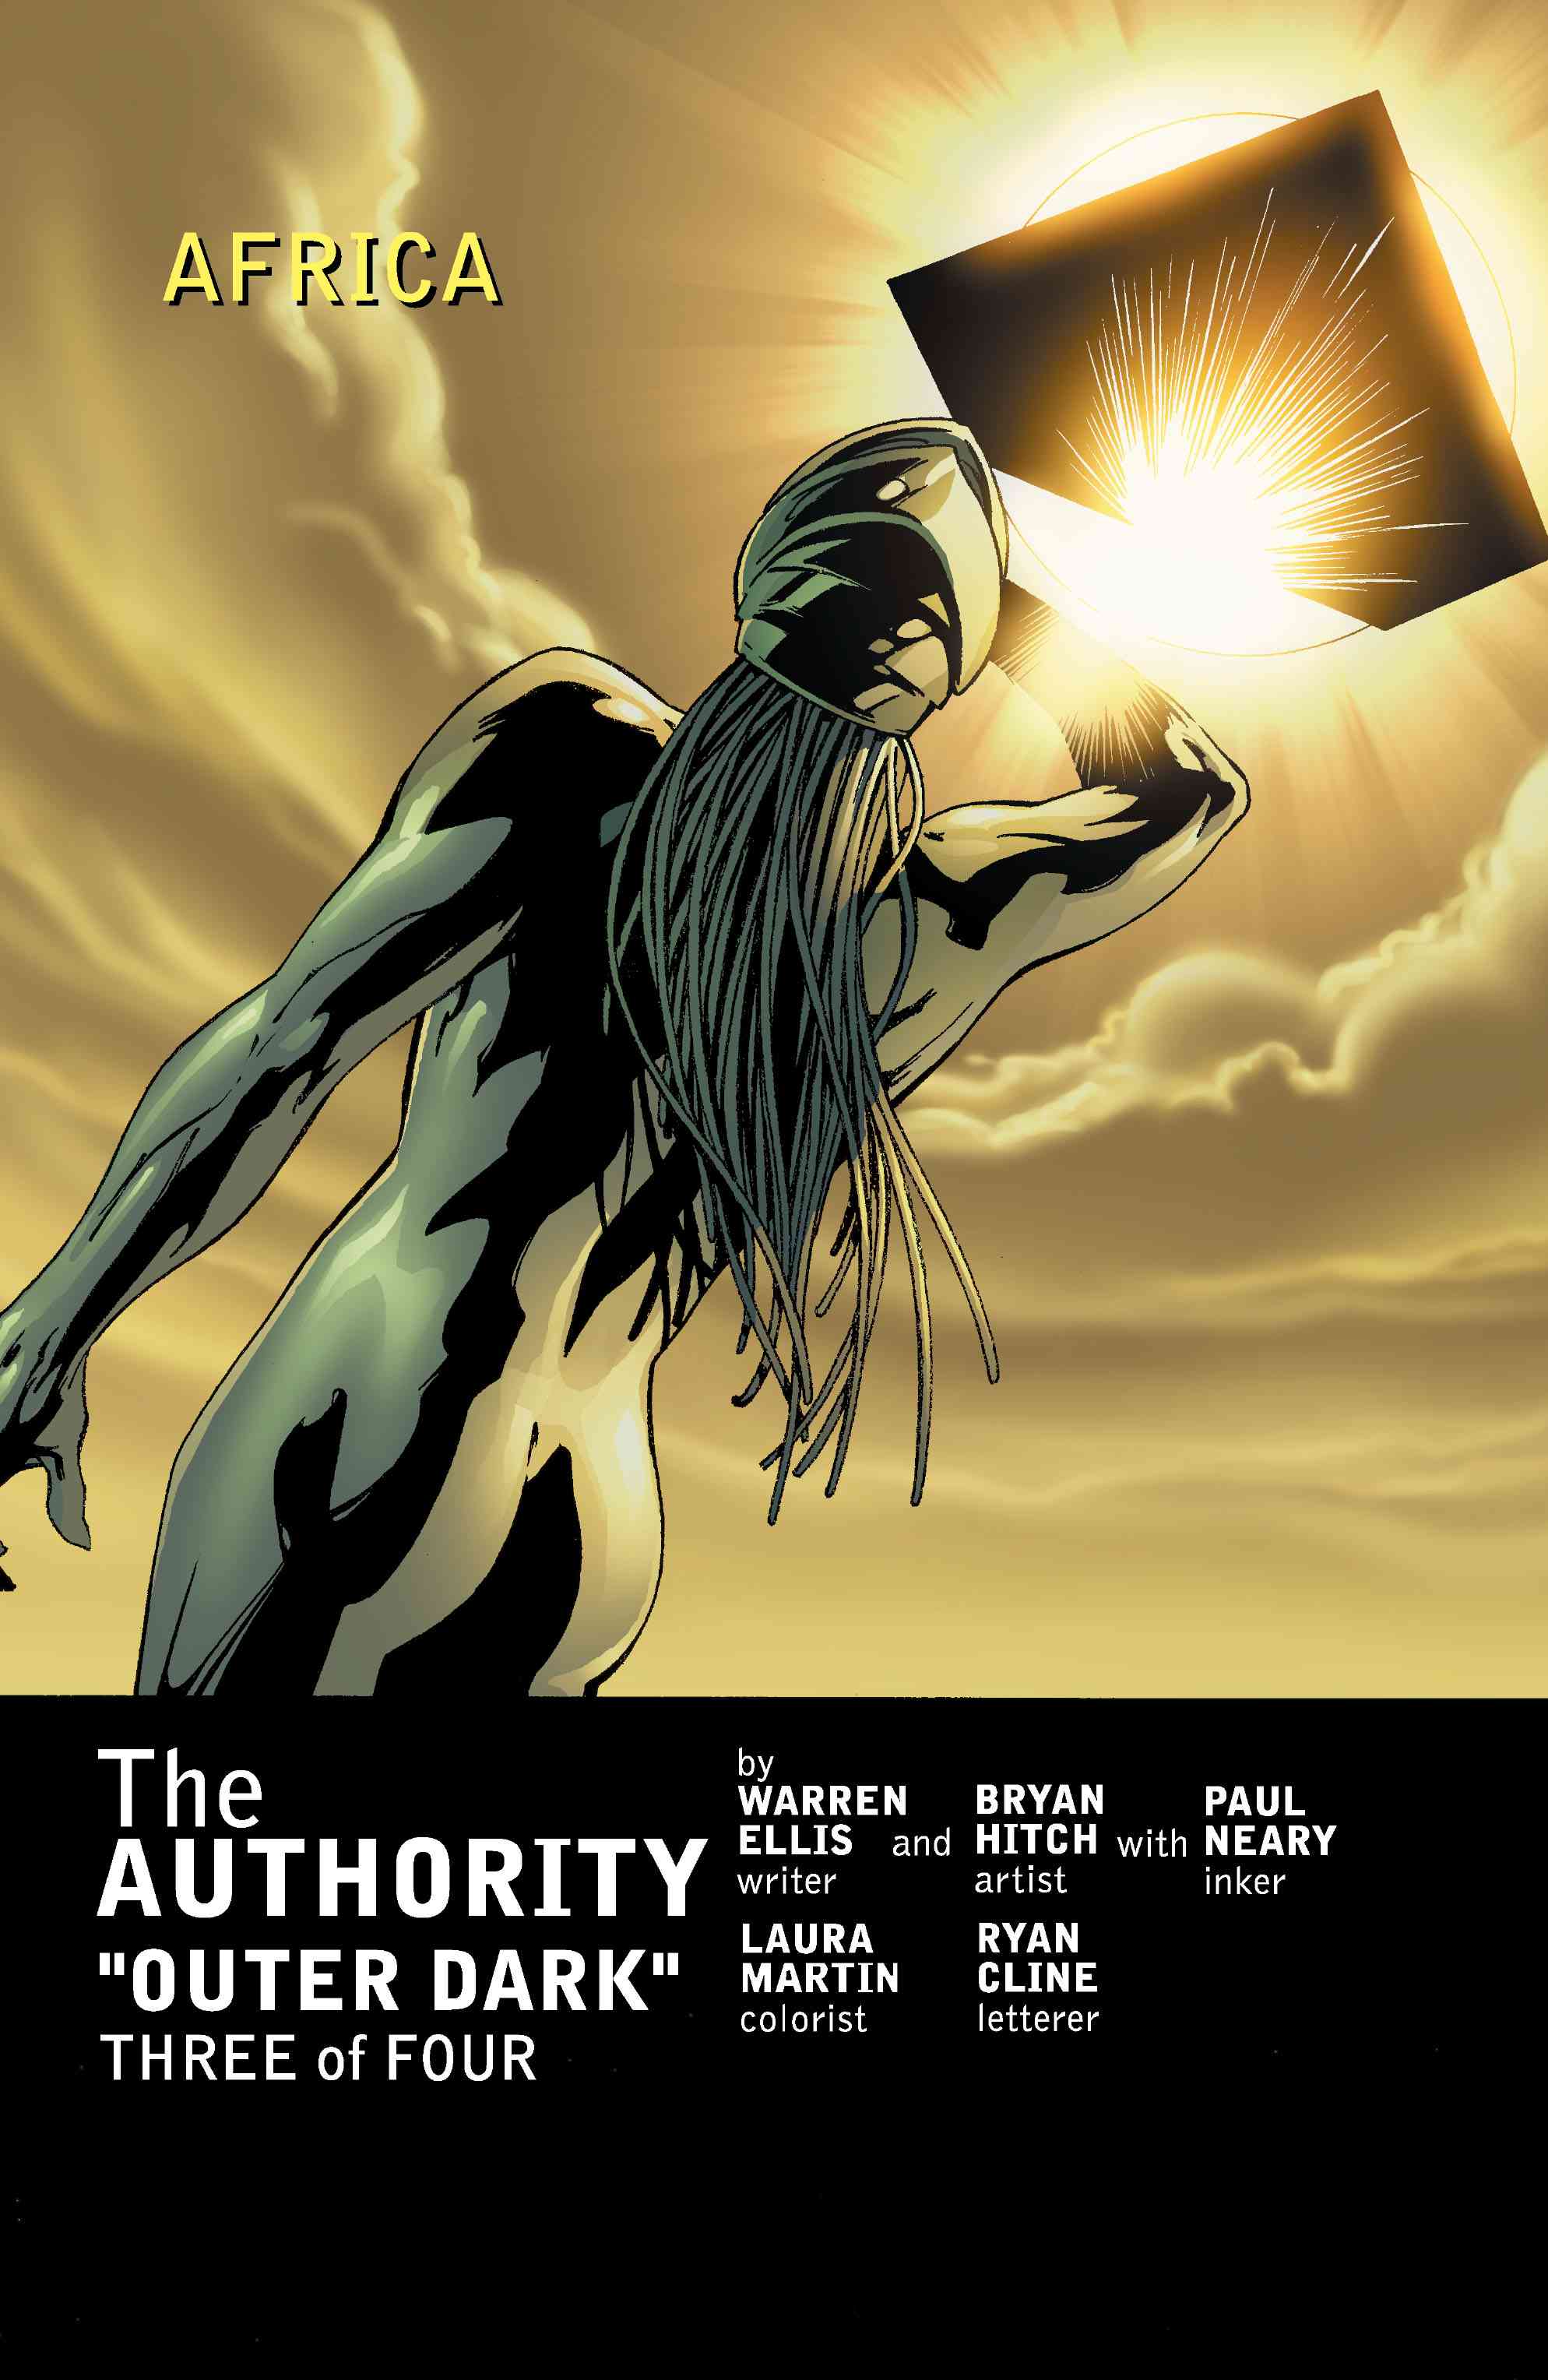 AFRICA
The
AUTHORITY
"OUTER DARK"
THREE of FOUR
by
WARREN
ELLIS
writer
and
BRYAN
HITCH
artist
with
PAUL
NEARY
inker
LAURA
MARTIN
colorist
RYAN
CLINE
letterer